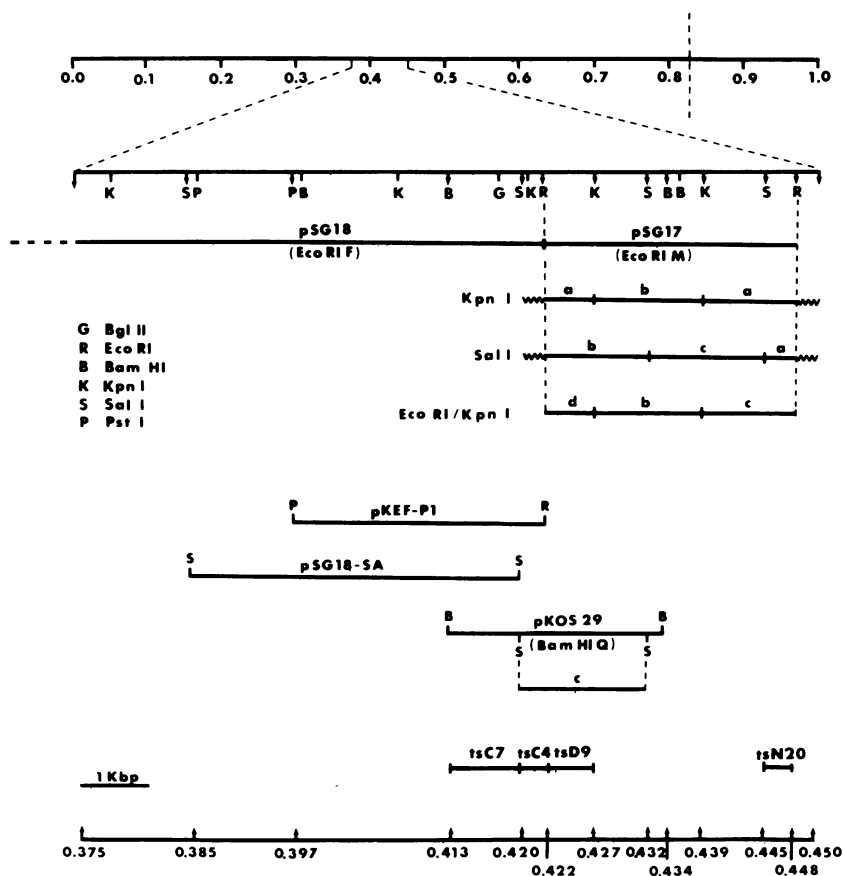 0.0 0.1 0.2 0.3 0.4 0.5 0.6 0.7 0.8 0.9 1.0
K S P P B K B G S K R K S B B K S R
pSG18 pSG17
(EcoRI F) (EcoRI M)
Kpn I a b a
G Bgl II
R EcoRI
B Bam HI
K Kpn I
S Sal I
P Pst I
Sal I b c a
Eco RI/Kpn I d b c
P pKEF-P1 R
S pSG18-SA S
B pKOS 29 B
S (Bam HI Q) S
c
tsC7 tsC4 tsD9 tsN20
1 Kbp
0.375 0.385 0.397 0.413 0.420 0.427 0.432 0.439 0.445 0.450
0.422 0.434 0.448